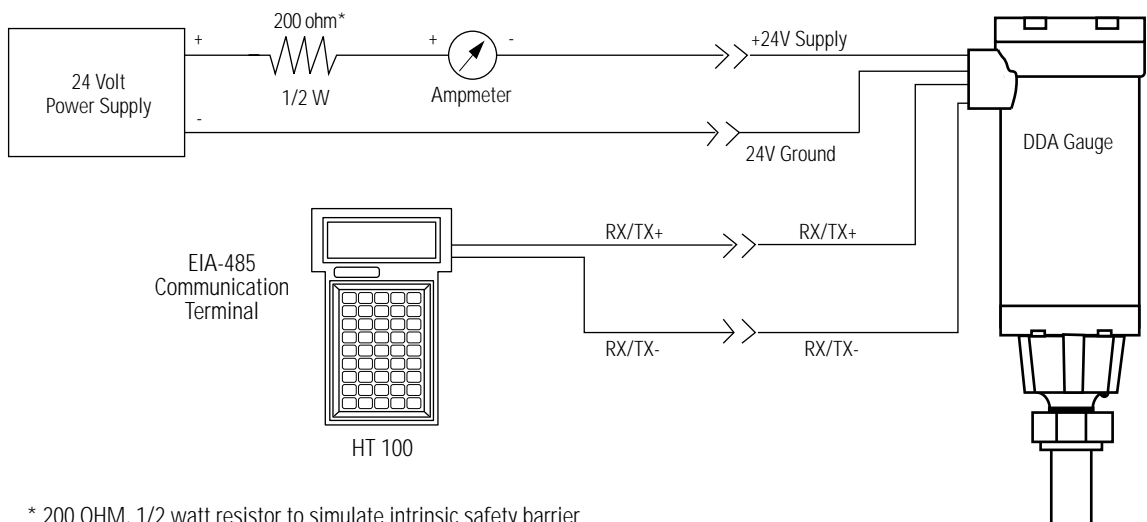 200 ohm*
+
+
-
+24V Supply
24 Volt
Power Supply
1/2 W
Ampmeter
-
24V Ground
DDA Gauge
EIA-485
Communication
Terminal
RX/TX+
RX/TX+
RX/TX-
RX/TX-
HT 100
* 200 OHM, 1/2 watt resistor to simulate intrinsic safety barrier